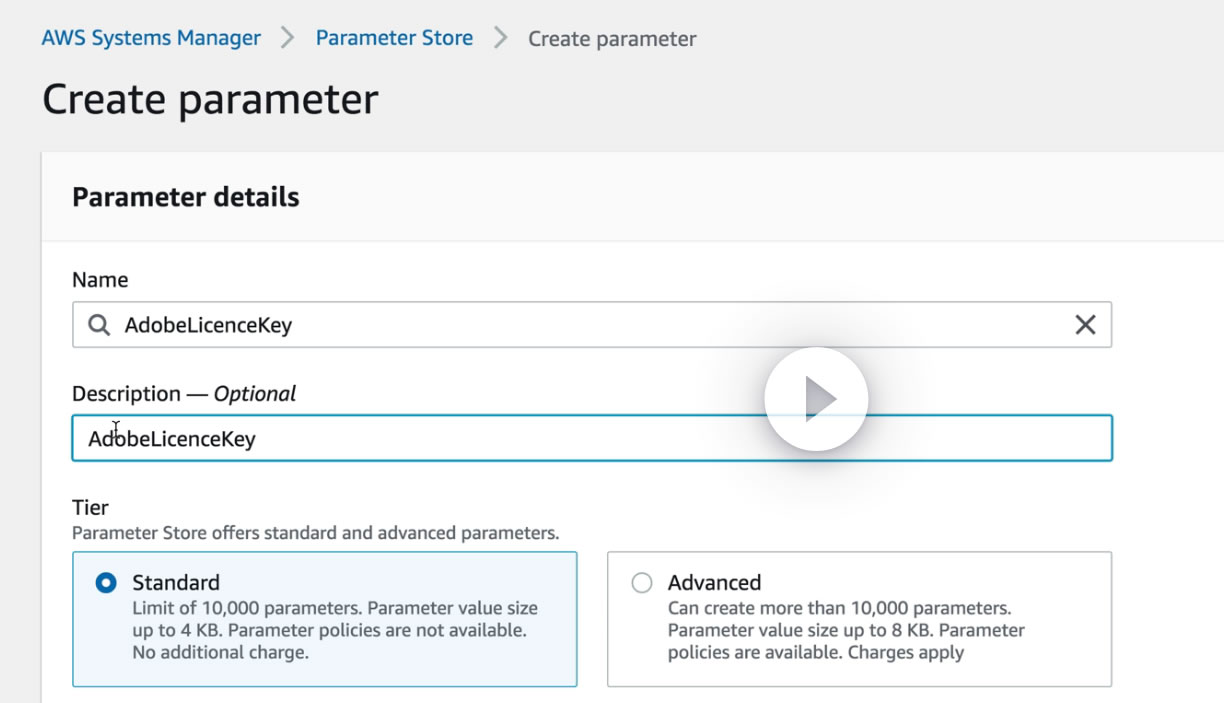 AWS Systems Manager > Parameter Store > Create parameter
Create parameter
Parameter details
Name
AdobeLicenceKey
Description — Optional
AdobeLicenceKey
Tier
Parameter Store offers standard and advanced parameters.
Standard
Limit of 10,000 parameters. Parameter value size
up to 4 KB. Parameter policies are not available.
No additional charge.
Advanced
Can create more than 10,000 parameters.
Parameter value size up to 8 KB. Parameter
policies are available. Charges apply